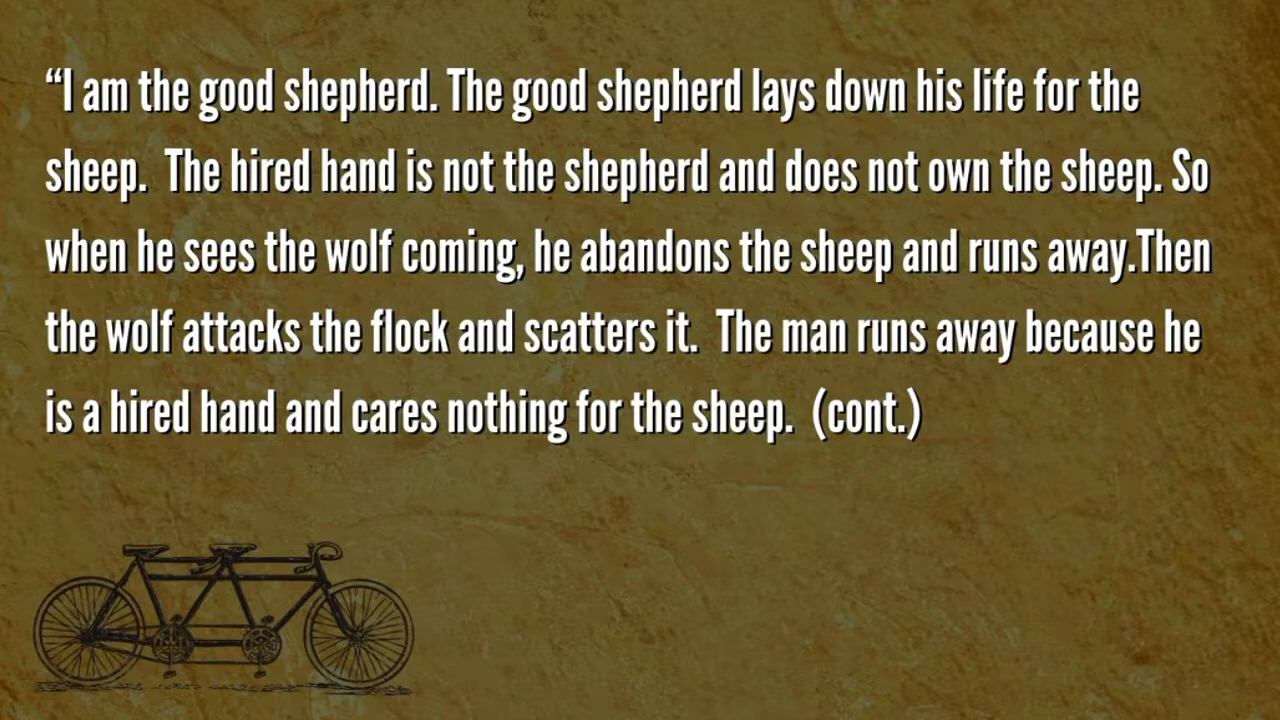 “I am the good shepherd. The good shepherd lays down his life for the
sheep.  The hired hand is not the shepherd and does not own the sheep. So
when he sees the wolf coming, he abandons the sheep and runs away.Then
the wolf attacks the flock and scatters it.  The man runs away because he
is a hired hand and cares nothing for the sheep.  (cont.)